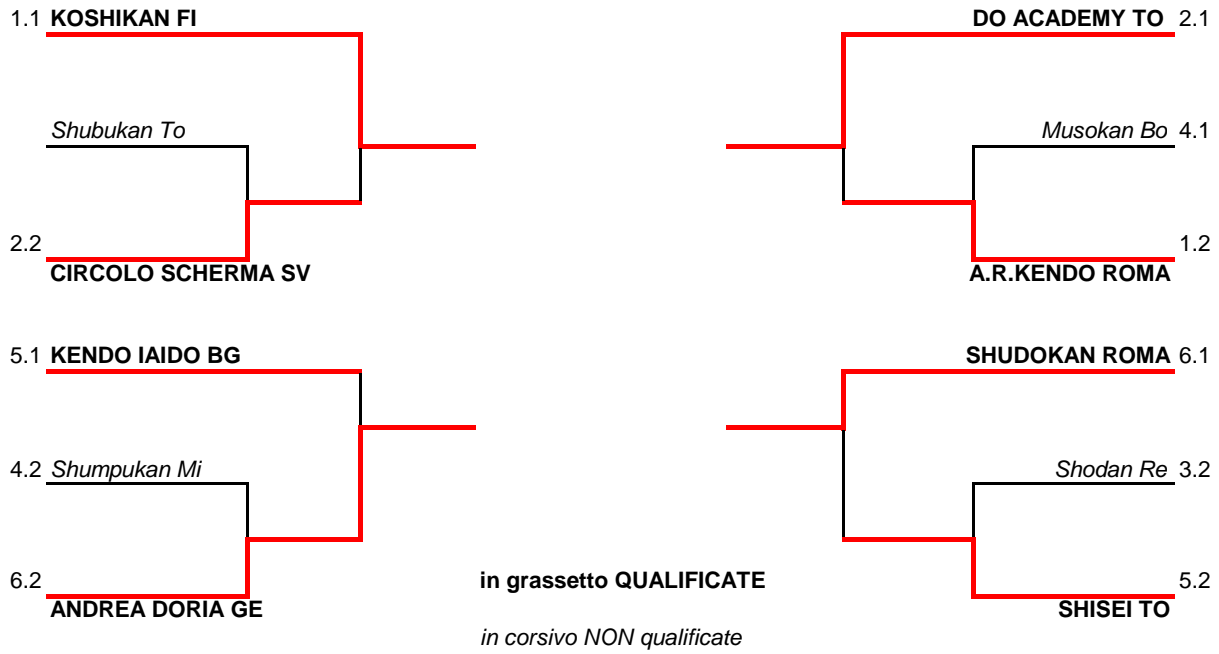 1.1 KOSHIKAN FI
DO ACADEMY TO 2.1
Shubukan To
Musokan Bo 4.1
2.2
1.2
CIRCOLO SCHERMA SV
A.R.KENDO ROMA
5.1 KENDO IAIDO BG
SHUDOKAN ROMA 6.1
4.2 Shumpukan Mi
Shodan Re 3.2
6.2
in grassetto QUALIFICATE
5.2
ANDREA DORIA GE
SHISEI TO
in corsivo NON qualificate